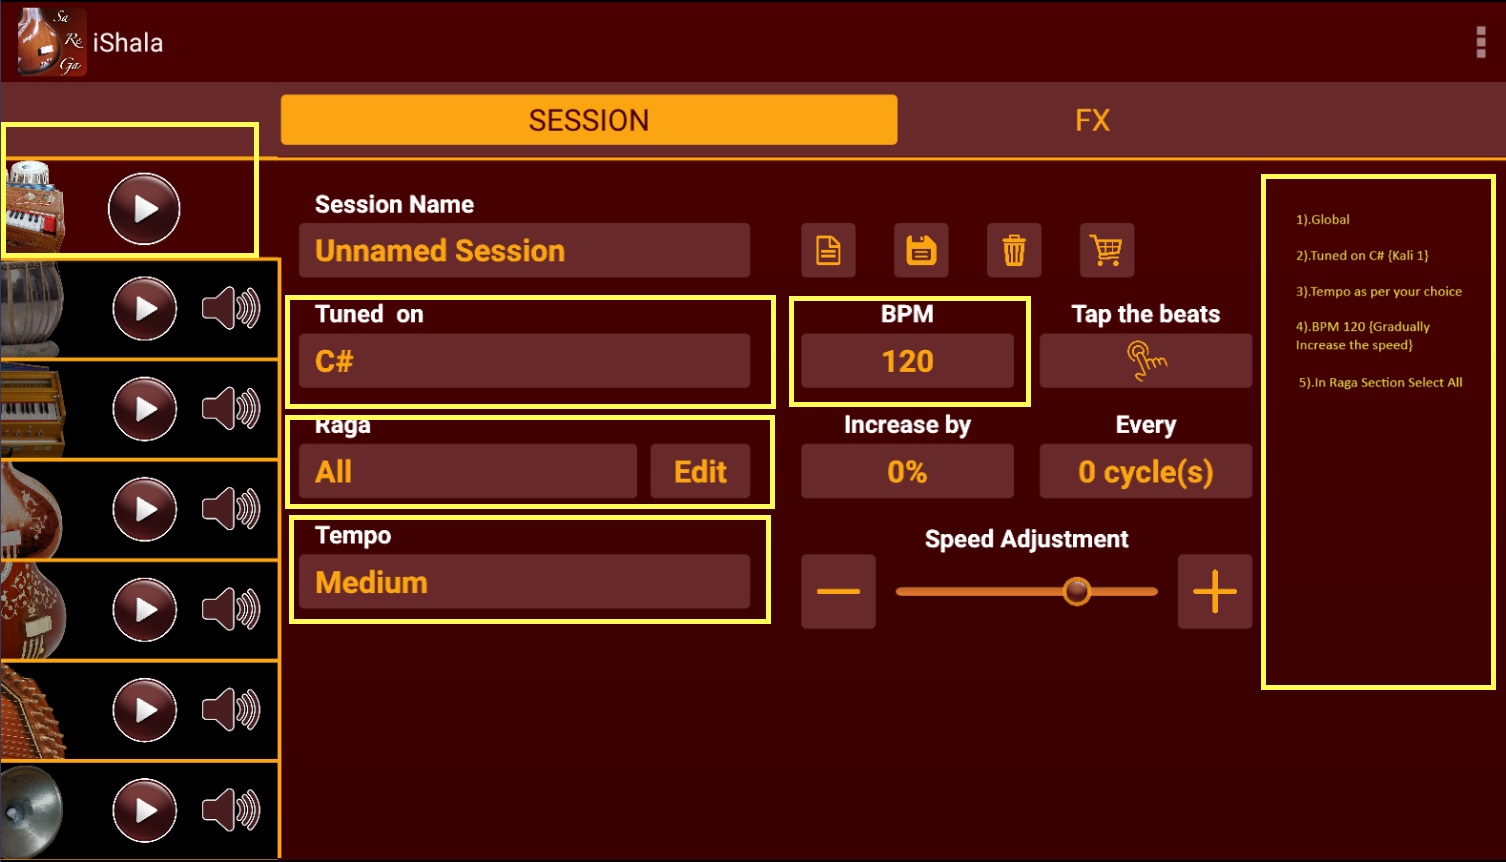 Sa
Re
Ga
iShala
SESSION
FX
Session Name
Unnamed Session
Tuned on
C#
BPM
120
Tap the beats
Raga
All
Edit
Increase by
0%
Every
0 cycle(s)
Tempo
Medium
Speed Adjustment
1).Global
2).Tuned on C# {Kali 1}
3).Tempo as per your choice
4).BPM 120 {Gradually
Increase the speed}
5).In Raga Section Select All